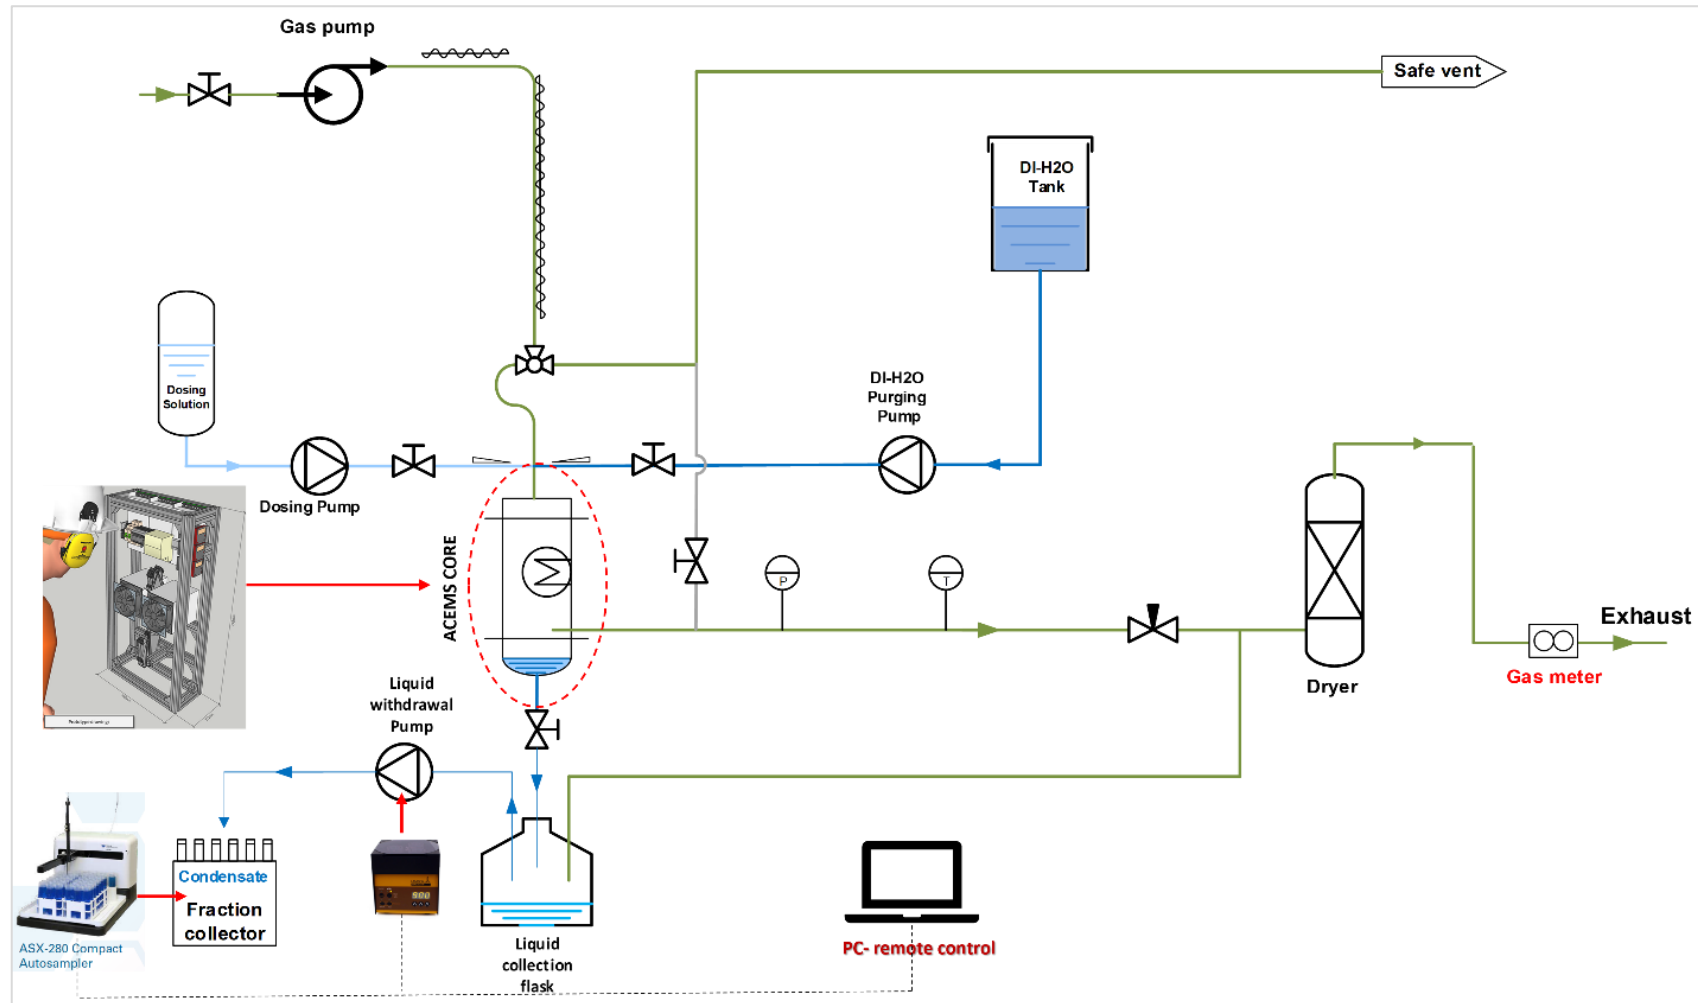 Gas pump
Safe vent
DI-H2O
Tank
Dosing
Solution
DI-H2O
Purging
Pump
Dosing Pump
ACEMS CORE
P
T
Exhaust
Gas meter
Dryer
Liquid
withdrawal
Pump
Condensate
Fraction
collector
ASX-280 Compact
Autosampler
Liquid
collection
flask
PC- remote control